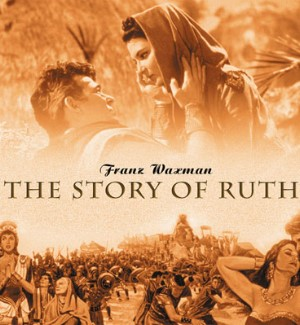 Franz Waxman
THE STORY OF RUTH